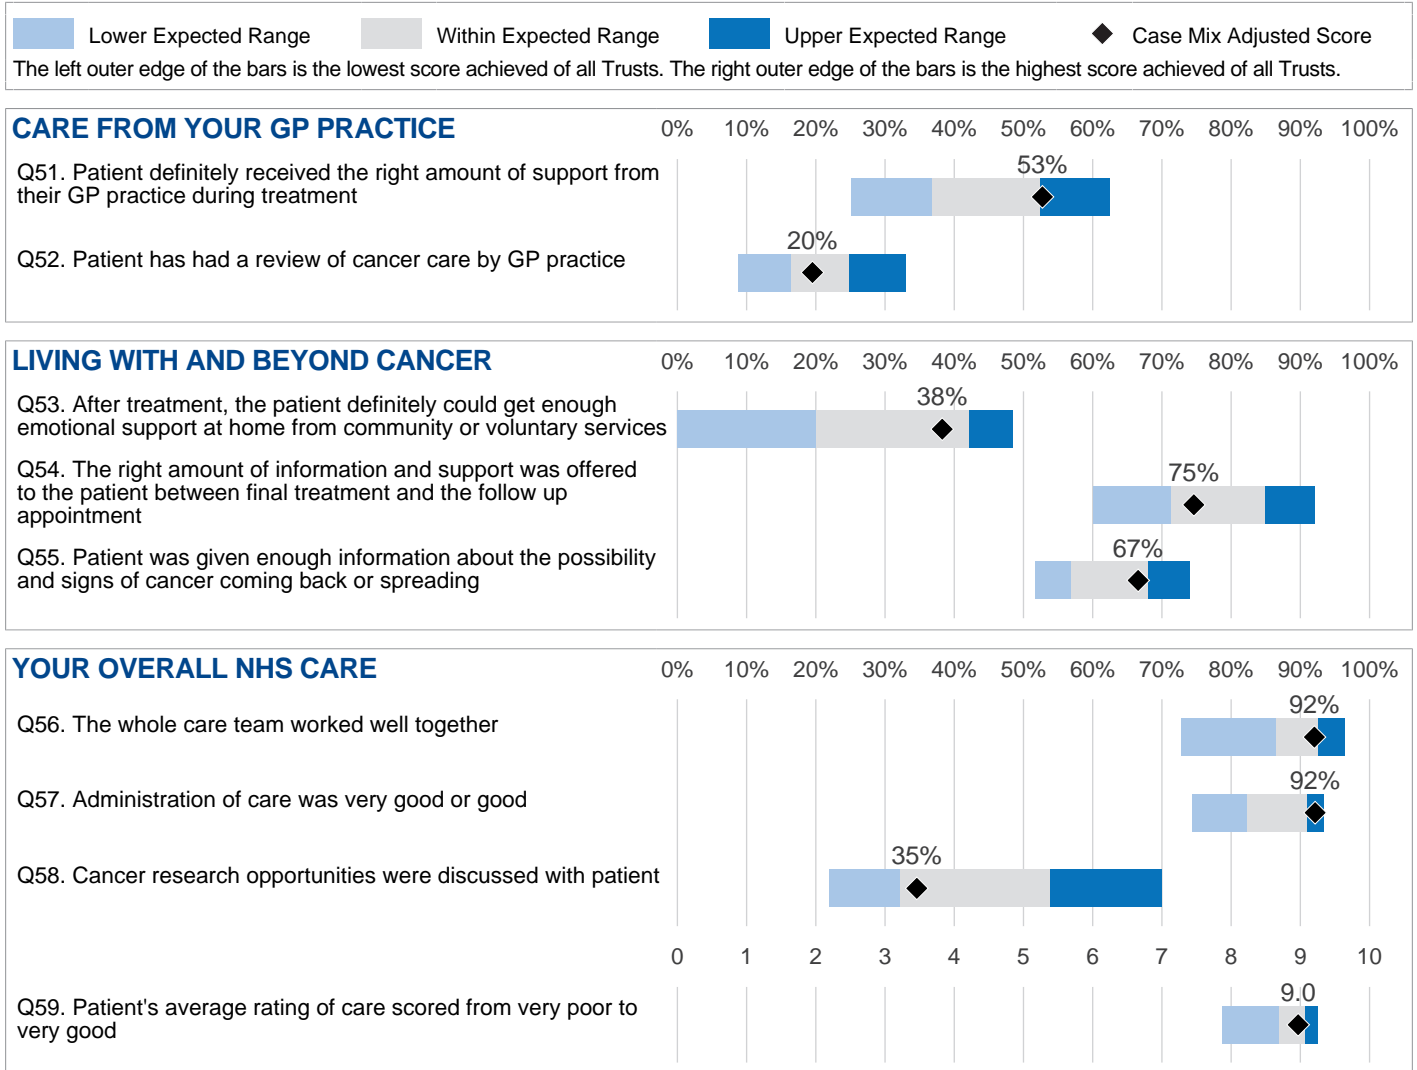 Lower Expected Range Within Expected Range Upper Expected Range Case Mix Adjusted Score
The left outer edge of the bars is the lowest score achieved of all Trusts. The right outer edge of the bars is the highest score achieved of all Trusts.
CARE FROM YOUR GP PRACTICE 0% 10% 20% 30% 40% 50% 60% 70% 80% 90% 100%
53%
Q51. Patient definitely received the right amount of support from
their GP practice during treatment
20%
Q52. Patient has had a review of cancer care by GP practice
LIVING WITH AND BEYOND CANCER 0% 10% 20% 30% 40% 50% 60% 70% 80% 90% 100%
38%
Q53. After treatment, the patient definitely could get enough
emotional support at home from community or voluntary services
75%
Q54. The right amount of information and support was offered
to the patient between final treatment and the follow up
appointment
67%
Q55. Patient was given enough information about the possibility
and signs of cancer coming back or spreading
YOUR OVERALL NHS CARE 0% 10% 20% 30% 40% 50% 60% 70% 80% 90% 100%
92%
Q56. The whole care team worked well together
92%
Q57. Administration of care was very good or good
35%
Q58. Cancer research opportunities were discussed with patient
0 1 2 3 4 5 6 7 8 9 10
9.0
Q59. Patient's average rating of care scored from very poor to
very good